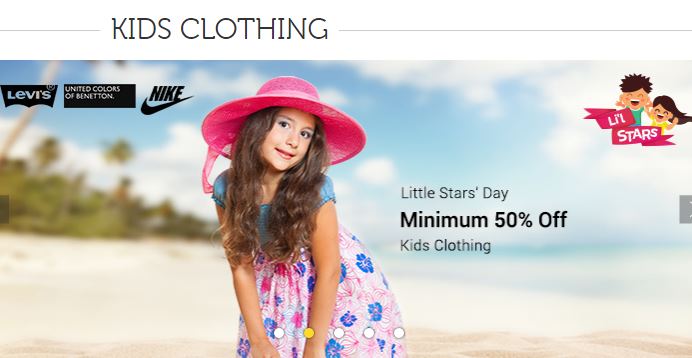 KIDS CLOTHING
LEVI'S®
UNITED COLORS
OF BENETTON.
NIKE
Li'L
STARS
Little Stars' Day
Minimum 50% Off
Kids Clothing